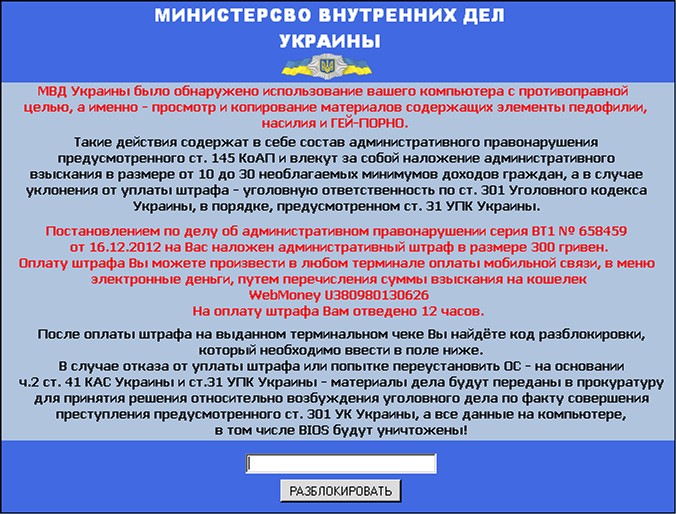 МИНИСТЕРСВО ВНУТРЕННИХ ДЕЛ
УКРАИНЫ
МВД Украины было обнаружено использование вашего компьютера с противоправной
целью, а именно - просмотр и копирование материалов содержащих элементы педофилии,
насилия и ГЕЙ-ПОРНО.
Такие действия содержат в себе состав административного правонарушения
предусмотренного ст. 145 КоАП и влекут за собой наложение административного
взыскания в размере от 10 до 30 необлагаемых минимумов доходов граждан, а в случае
уклонения от уплаты штрафа - уголовную ответственность по ст. 301 Уголовного кодекса
Украины, в порядке, предусмотренном ст. 31 УПК Украины.
Постановлением по делу об административном правонарушении серия ВТ1 № 658459
от 16.12.2012 на Вас наложен административный штраф в размере 300 гривен.
Оплату штрафа Вы можете произвести в любом терминале оплаты мобильной связи, в меню
электронные деньги, путем перечисления суммы взыскания на кошелек
WebMoney U380980130626
На оплату штрафа Вам отведено 12 часов.
После оплаты штрафа на выданном терминальном чеке Вы найдёте код разблокировки,
который необходимо ввести в поле ниже.
В случае отказа от уплаты штрафа или попытке переустановить ОС - на основании
ч.2 ст. 41 КАС Украины и ст.31 УПК Украины - материалы дела будут переданы в прокуратуру
для принятия решения относительно возбуждения уголовного дела по факту совершения
преступления предусмотренного ст. 301 УК Украины, а все данные на компьютере,
в том числе BIOS будут уничтожены!
РАЗБЛОКИРОВАТЬ